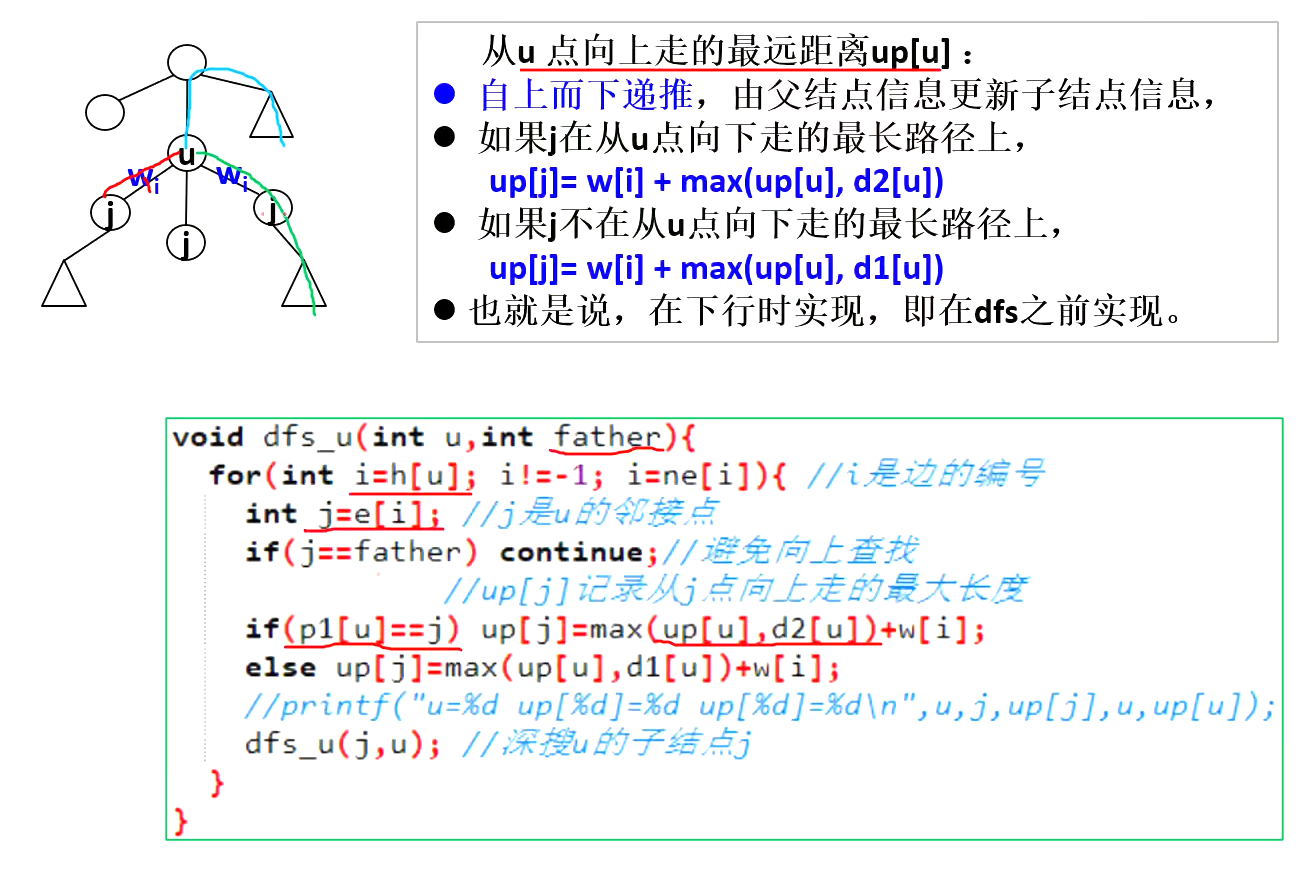 从u 点向上走的最远距离up[u]：
自上而下递推，由父结点信息更新子结点信息，
如果j在从u点向下走的最长路径上，
up[j]= w[i] + max(up[u], d2[u])
如果j不在从u点向下走的最长路径上，
up[j]= w[i] + max(up[u], d1[u])
也就是说，在下行时实现，即在dfs之前实现。
u
wi
wi
j
j
j
void dfs_u(int u,int father){
for(int i=h[u]; i!=-1; i=ne[i]){ //i是边的编号
int j=e[i]; //j是u的邻接点
if(j==father) continue;//避免向上查找
//up[j]记录从j点向上走的最大长度
if(p1[u]==j) up[j]=max(up[u],d2[u])+w[i];
else up[j]=max(up[u],d1[u])+w[i];
//printf("u=%d up[%d]=%d up[%d]=%d\n",u,j,up[j],u,up[u]);
dfs_u(j,u); //深搜u的子结点j
}
}